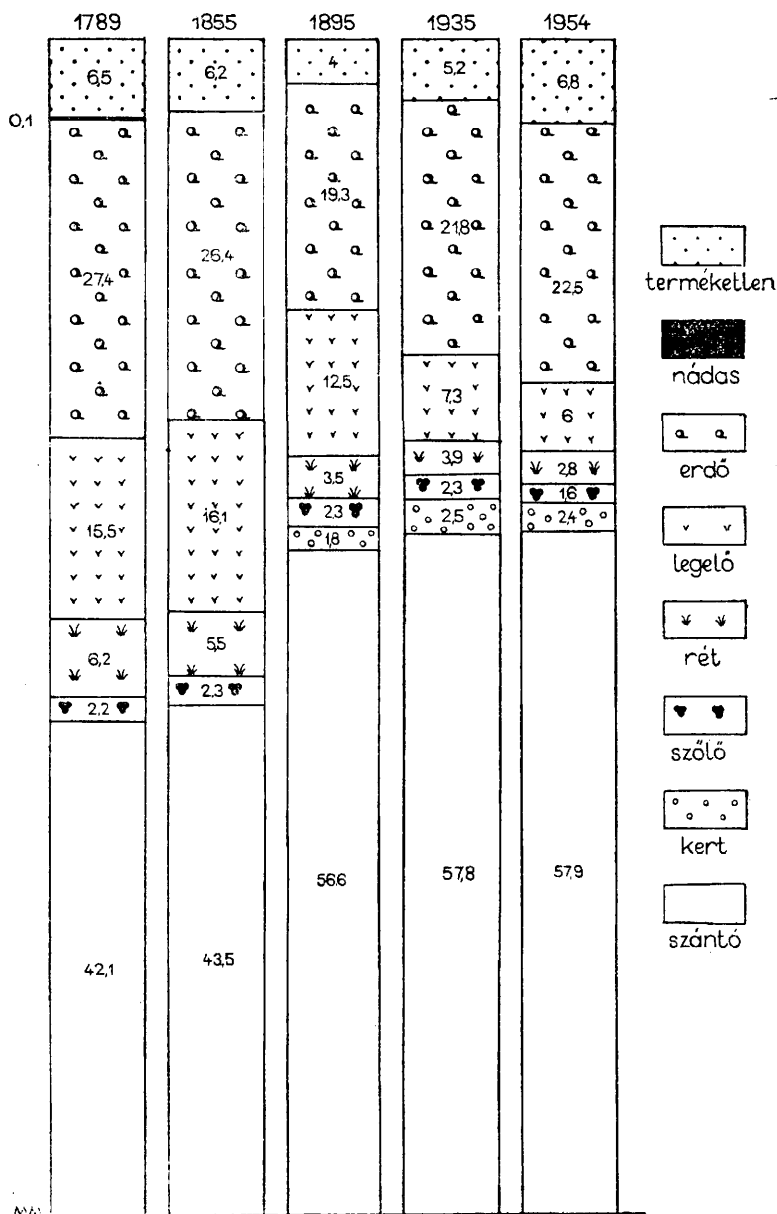 1789 1855 1895 1935 1954
6,5 6,2 4 5,2 6,8
0,1
27,4 26,4 19,3 21,8 22,5
15,5 16,1 12,5 7,3 6
6,2 5,5 3,5 3,9 2,8
2,2 2,3 2,3 2,3 1,6
1,8 2,5 2,4
42,1 43,5 56.6 57,8 57,9
terméketlen
nádas
erdő
legelő
rét
szőlő
kert
szántó